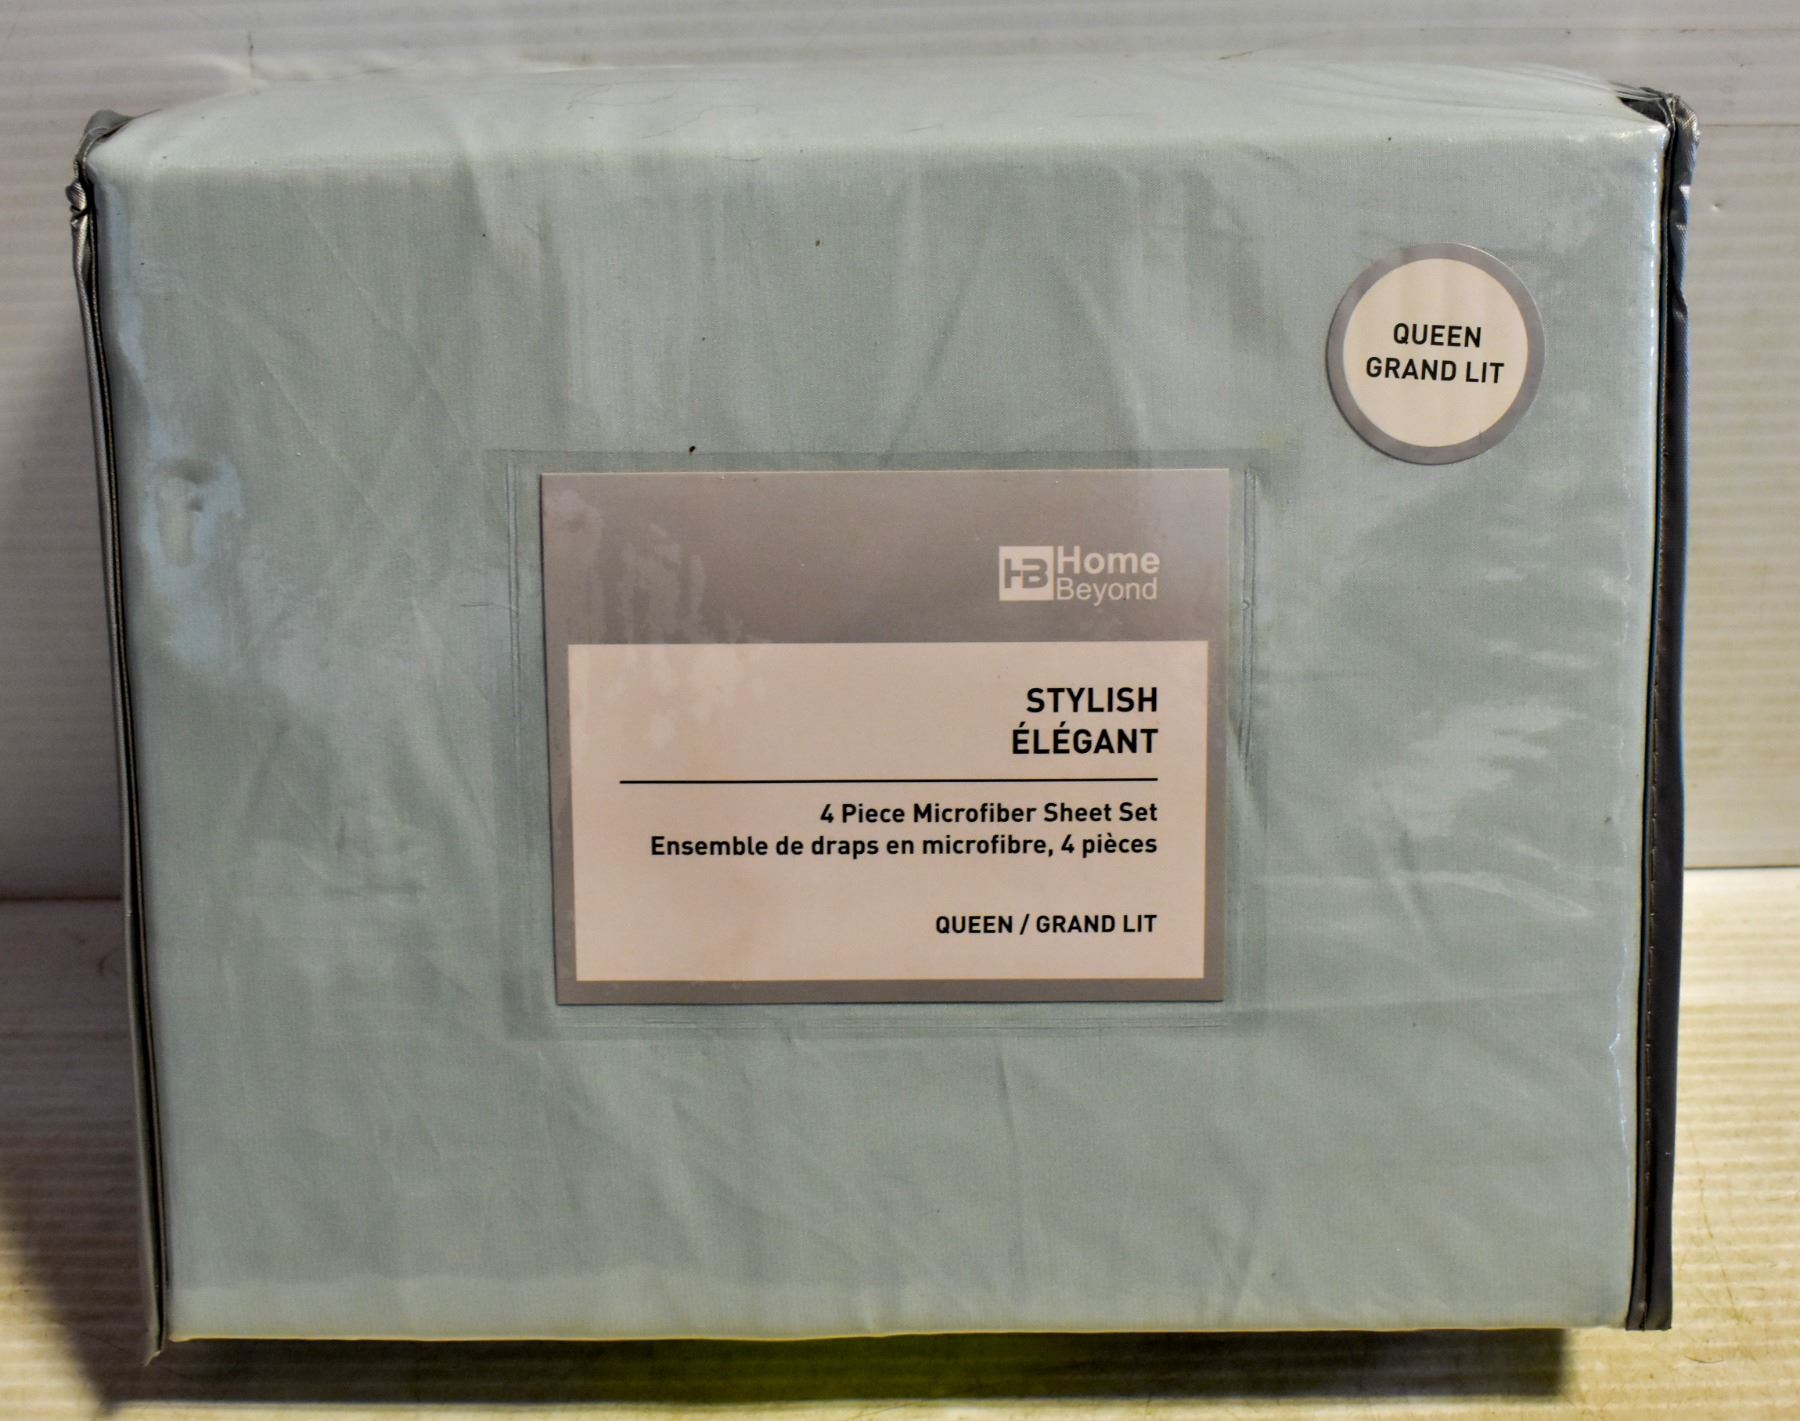 QUEEN
GRAND LIT
HB Home
Beyond
STYLISH
ÉLÉGANT
4 Piece Microfiber Sheet Set
Ensemble de draps en microfibre, 4 pièces
QUEEN / GRAND LIT